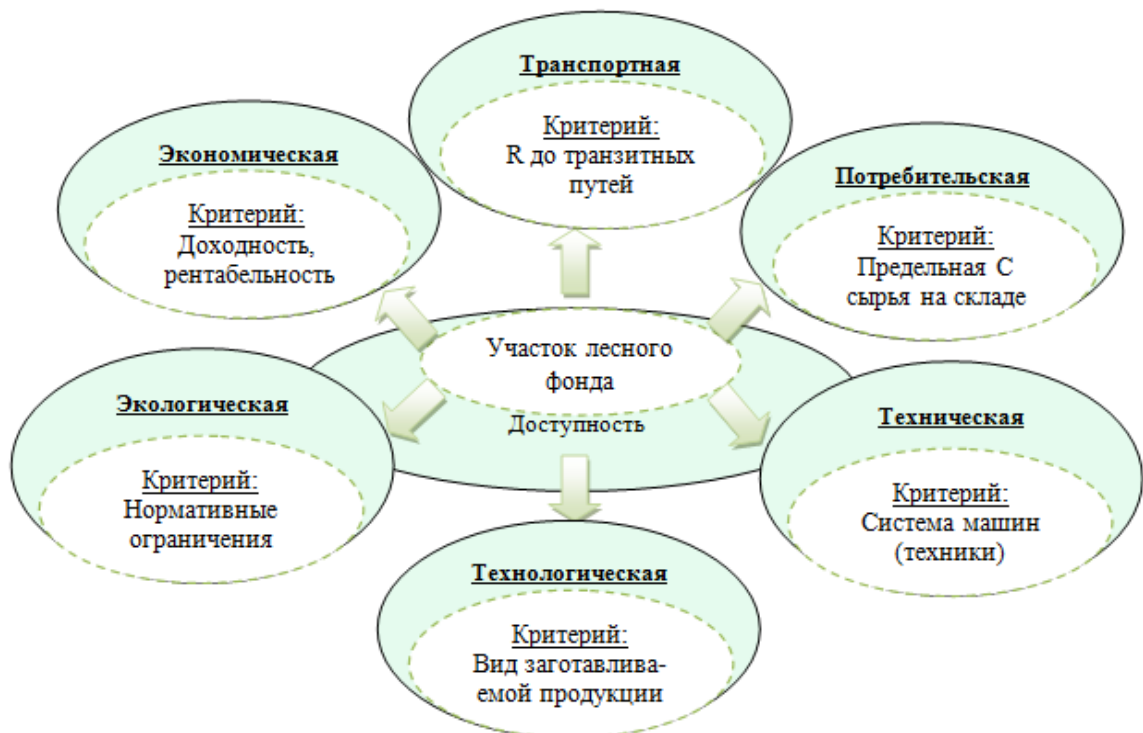 Транспортная
Критерий:
R до транзитных
путей
Экономическая
Критерий:
Доходность,
рентабельность
Потребительская
Критерий:
Предельная С
сырья на складе
Участок лесного
фонда
Доступность
Экологическая
Критерий:
Нормативные
ограничения
Техническая
Критерий:
Система машин
(техники)
Технологическая
Критерий:
Вид заготавлива-
емой продукции